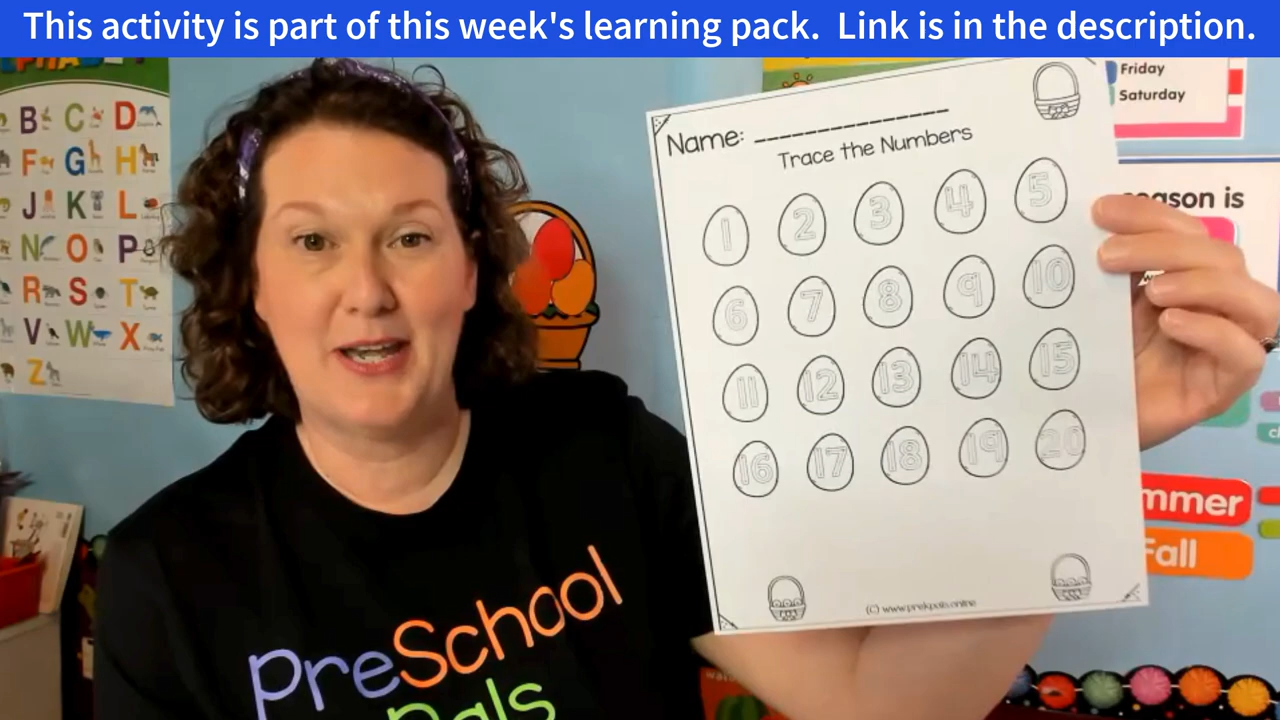 This activity is part of this week's learning pack. Link is in the description.
B C D
F G H
J K L
N O P
R S T
V W X
Z
Name:
Trace the Numbers
1 2 3 4 5
6 7 8 9 10
11 12 13 14 15
16 17 18 19 20
(C) www.prekpals.online
Friday
Saturday
eason is
mmer
Fall
PreSchool
Pals